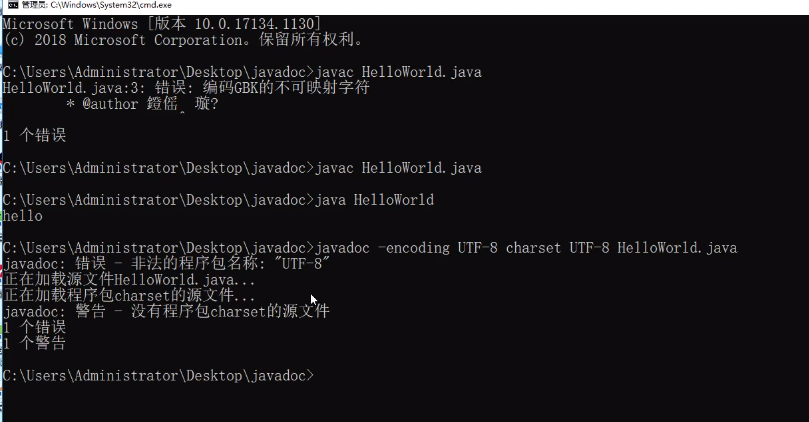 管理员: C:\Windows\System32\cmd.exe
Microsoft Windows [版本 10.0.17134.1130]
(c) 2018 Microsoft Corporation。保留所有权利。
C:\Users\Administrator\Desktop\javadoc>javac HelloWorld.java
HelloWorld.java:3: 错误: 编码GBK的不可映射字符
* @author 鐙傜＿璇?
1 个错误
C:\Users\Administrator\Desktop\javadoc>javac HelloWorld.java
C:\Users\Administrator\Desktop\javadoc>java HelloWorld
hello
C:\Users\Administrator\Desktop\javadoc>javadoc -encoding UTF-8 charset UTF-8 HelloWorld.java
javadoc: 错误 - 非法的程序包名称: "UTF-8"
正在加载源文件HelloWorld.java...
正在加载程序包charset的源文件...
javadoc: 警告 - 没有程序包charset的源文件
1 个错误
1 个警告
C:\Users\Administrator\Desktop\javadoc>